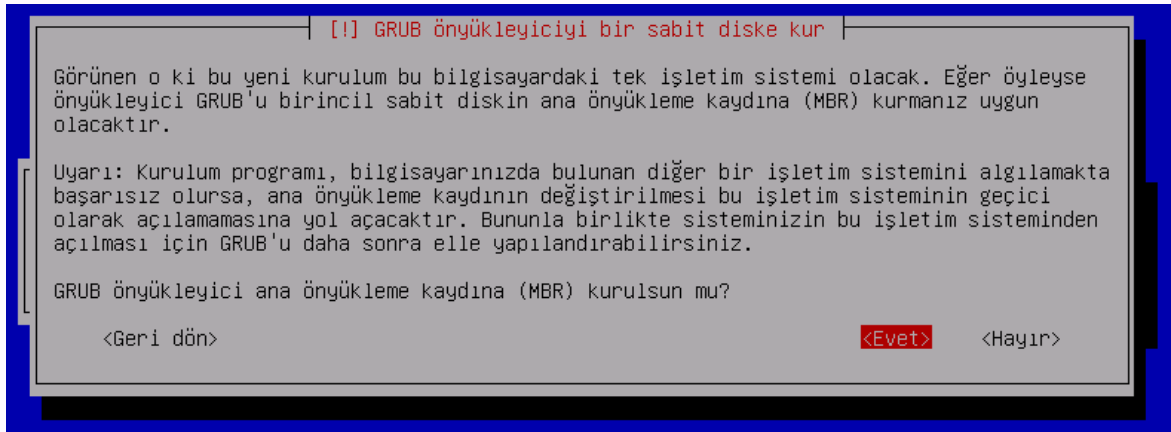 [!] GRUB önyükleyiciyi bir sabit diske kur
Görünen o ki bu yeni kurulum bu bilgisayardaki tek işletim sistemi olacak. Eğer öyleyse
önyükleyici GRUB'u birincil sabit diskin ana önyükleme kaydına (MBR) kurmanız uygun
olacaktır.
Uyarı: Kurulum programı, bilgisayarınızda bulunan diğer bir işletim sistemini algılamakta
başarısız olursa, ana önyükleme kaydının değiştirilmesi bu işletim sisteminin geçici
olarak açılamamasına yol açacaktır. Bununla birlikte sisteminizin bu işletim sisteminden
açılması için GRUB'u daha sonra elle yapılandırabilirsiniz.
GRUB önyükleyici ana önyükleme kaydına (MBR) kurulsun mu?
<Geri dön> <Evet> <Hayır>